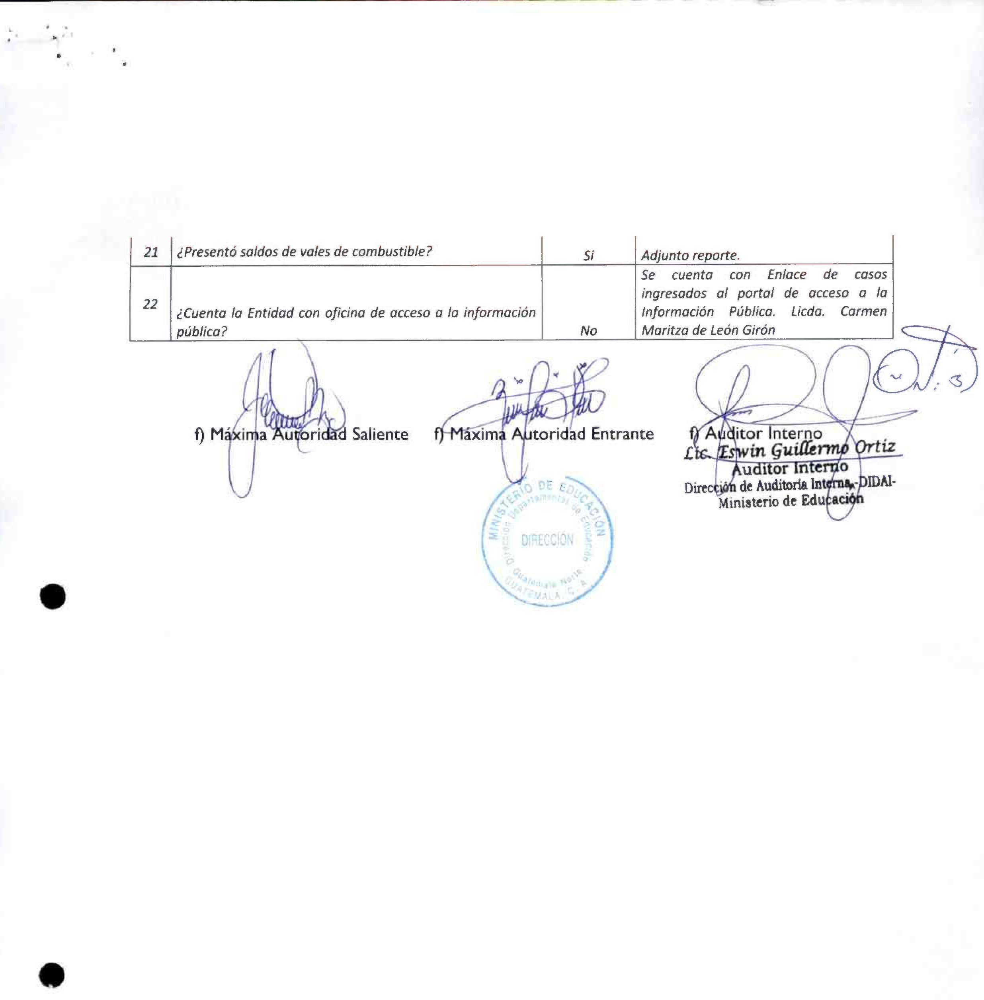 21 ¿Presentó saldos de vales de combustible? Si Adjunto reporte.
22 ¿Cuenta la Entidad con oficina de acceso a la información
pública? No
Se cuenta con Enlace de casos
ingresados al portal de acceso a la
Información Pública. Licda. Carmen
Maritza de León Girón
f) Máxima Autoridad Saliente f) Máxima Autoridad Entrante f) Auditor Interno
Lic. Eswin Guillermo Ortiz
Auditor Interno
Dirección de Auditoria Interna,-DIDAI-
Ministerio de Educación
MINISTERIO DE EDUCACIÓN
Dirección Departamental de Educación
DIRECCIÓN
Guatemala Norte
GUATEMALA C. A.